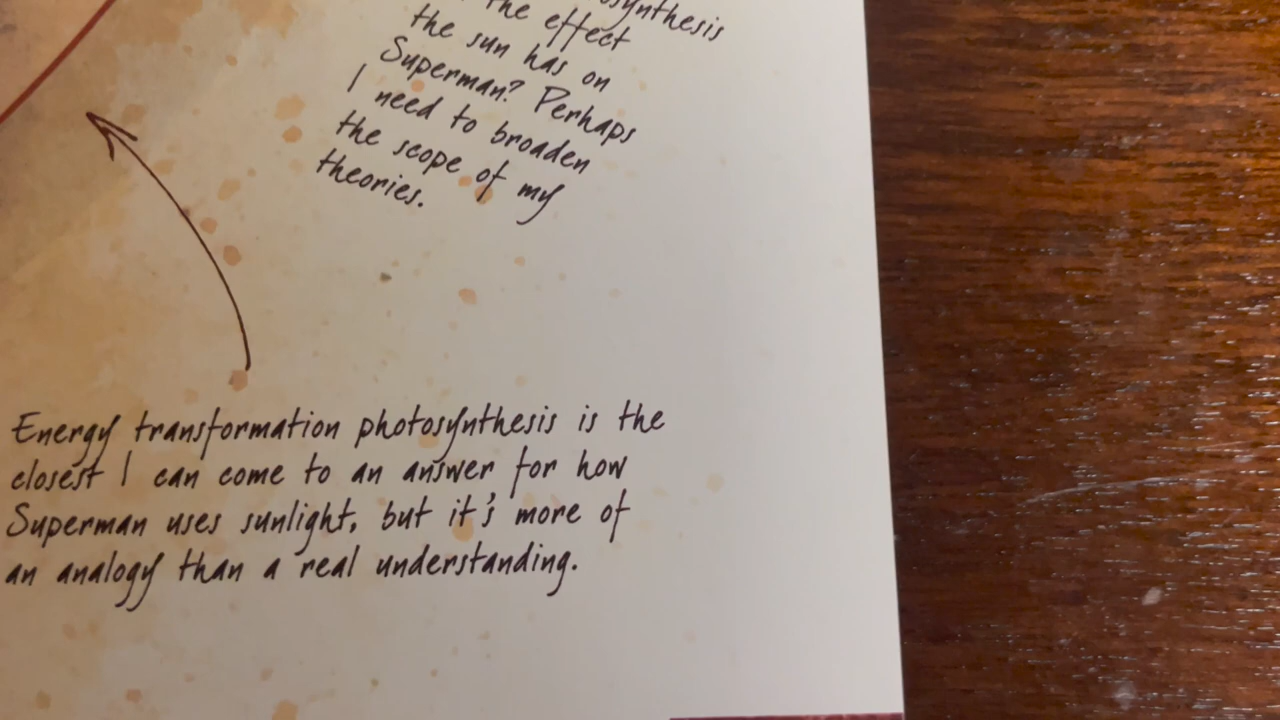 the effect
the sun has on
Superman? Perhaps
I need to broaden
the scope of my
theories.
Energy transformation photosynthesis is the
closest I can come to an answer for how
Superman uses sunlight, but it's more of
an analogy than a real understanding.